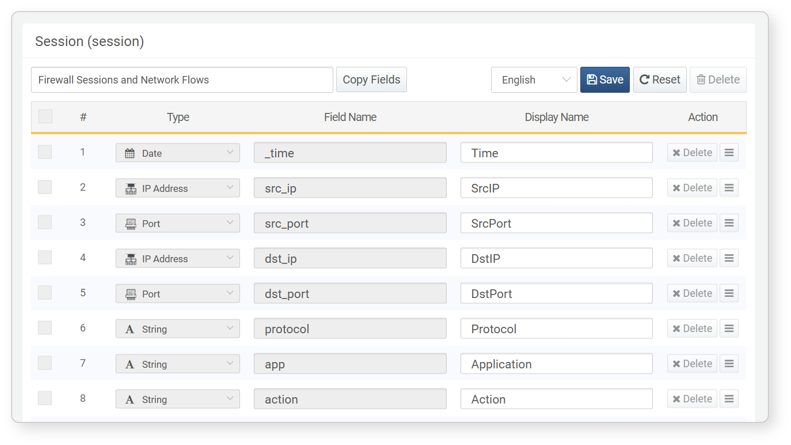 Session (session)
Firewall Sessions and Network Flows Copy Fields English Save Reset Delete
# Type Field Name Display Name Action
1 Date _time Time Delete
2 IP Address src_ip SrcIP Delete
3 Port src_port SrcPort Delete
4 IP Address dst_ip DstIP Delete
5 Port dst_port DstPort Delete
6 A String protocol Protocol Delete
7 A String app Application Delete
8 A String action Action Delete